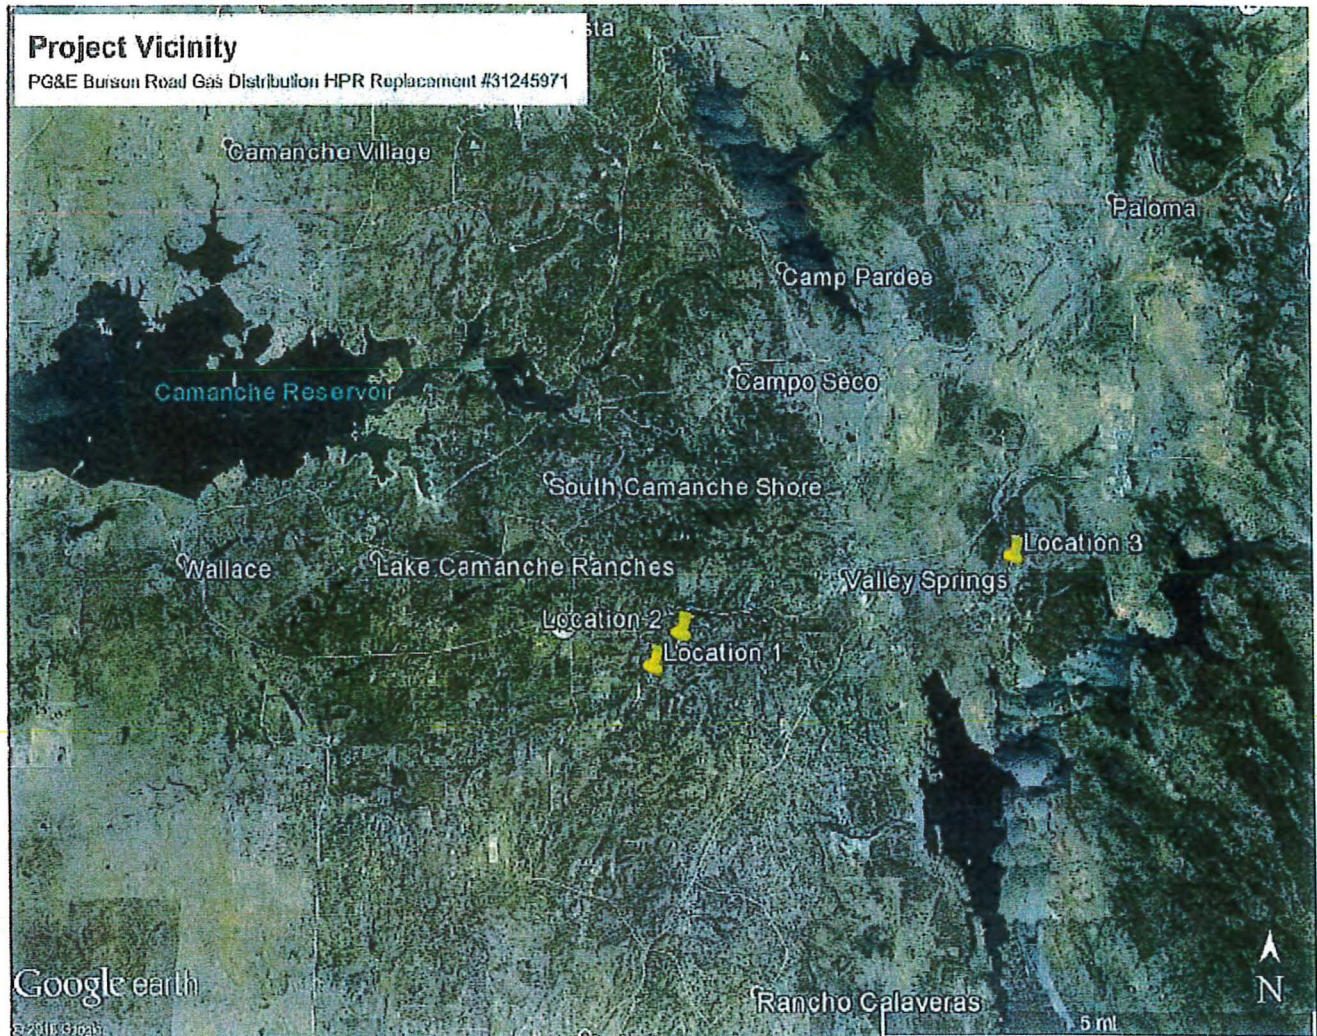 Project Vicinity
PG&E Burson Road Gas Distribution HPR Replacement #31245971
sta
Camanche Village
Paloma
Camp Pardee
Campo Seco
Camanche Reservoir
South Camanche Shore
Location 3
Wallace
Lake Camanche Ranches
Valley Springs
Location 2
Location 1
Google earth
N
Rancho Calaveras
5 mi